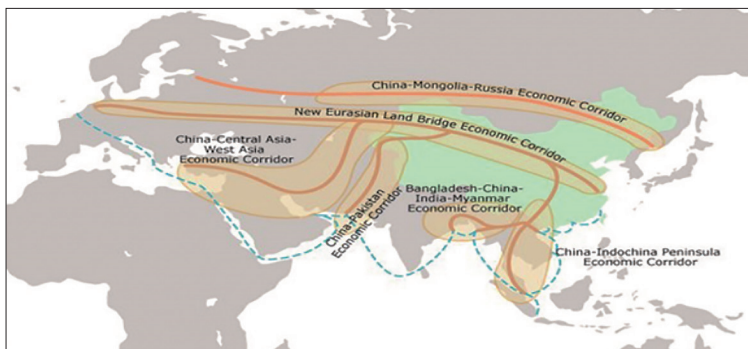 China-Mongolia-Russia Economic Corridor
New Eurasian Land Bridge Economic Corridor
China-Central Asia-
West Asia
Economic Corridor
China-Pakistan
Economic Corridor
Bangladesh-China-
India-Myanmar
Economic Corridor
China-Indochina Peninsula
Economic Corridor